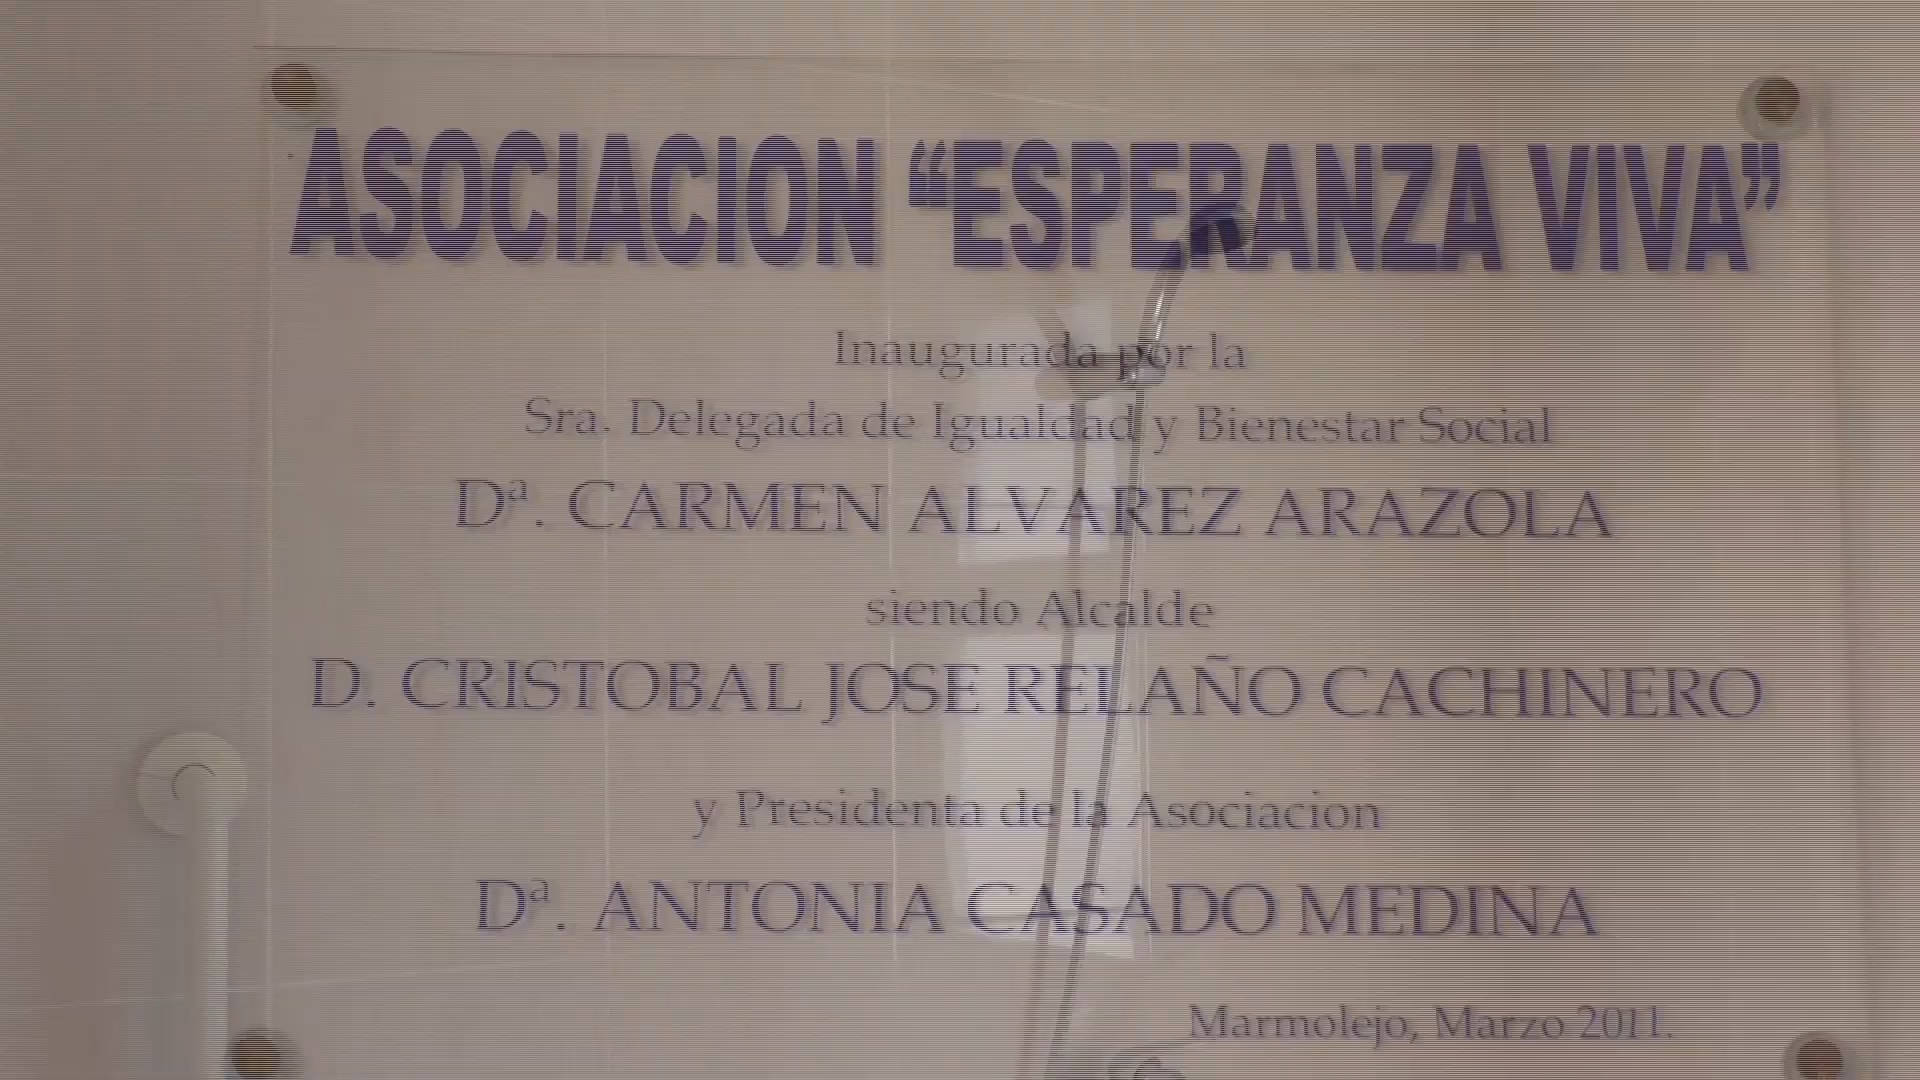 ASOCIACION “ESPERANZA VIVA”
Inaugurada por la
Sra. Delegada de Igualdad y Bienestar Social
Dª. CARMEN ALVAREZ ARAZOLA
siendo Alcalde
D. CRISTOBAL JOSE RELAÑO CACHINERO
y Presidenta de la Asociacion
Dª. ANTONIA CASADO MEDINA
Marmolejo, Marzo 2011.